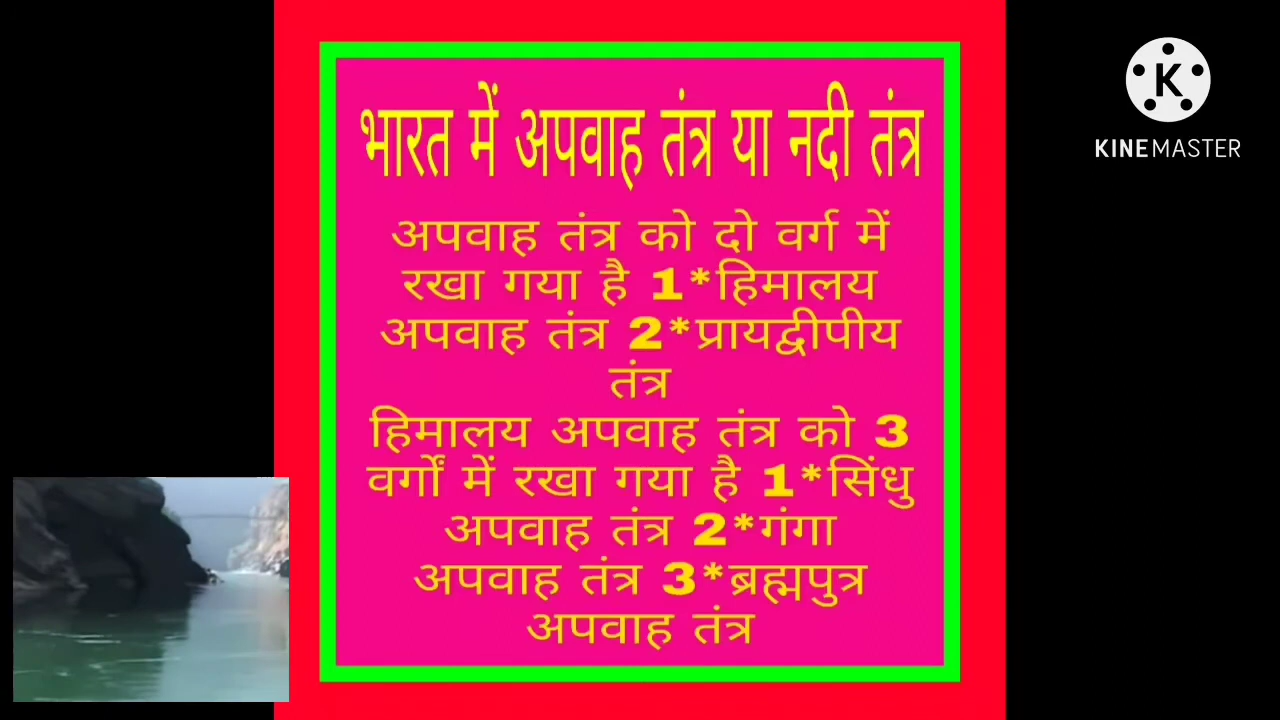 भारत में अपवाह तंत्र या नदी तंत्र
अपवाह तंत्र को दो वर्ग में
रखा गया है 1*हिमालय
अपवाह तंत्र 2*प्रायद्वीपीय
तंत्र
हिमालय अपवाह तंत्र को 3
वर्गों में रखा गया है 1*सिंधु
अपवाह तंत्र 2*गंगा
अपवाह तंत्र 3*ब्रह्मपुत्र
अपवाह तंत्र
K
KINEMASTER